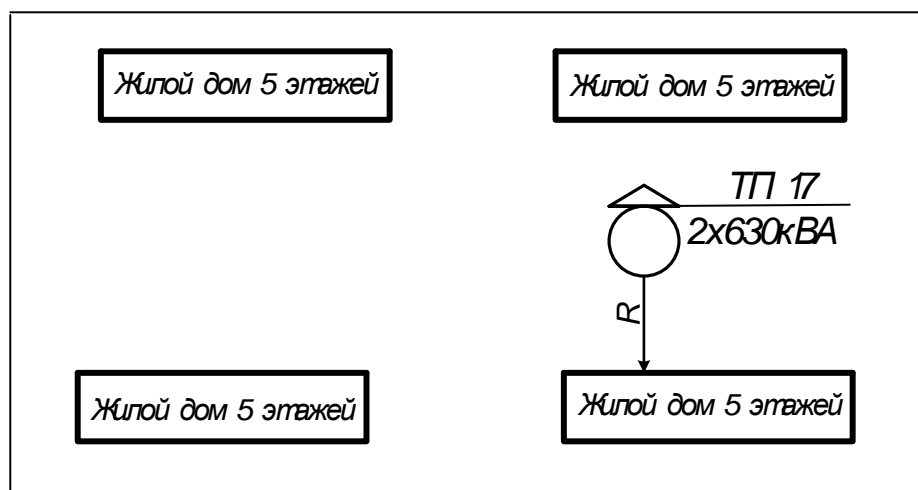 Жилой дом 5 этажей
Жилой дом 5 этажей
ТП 17
2х630кВА
R
Жилой дом 5 этажей
Жилой дом 5 этажей